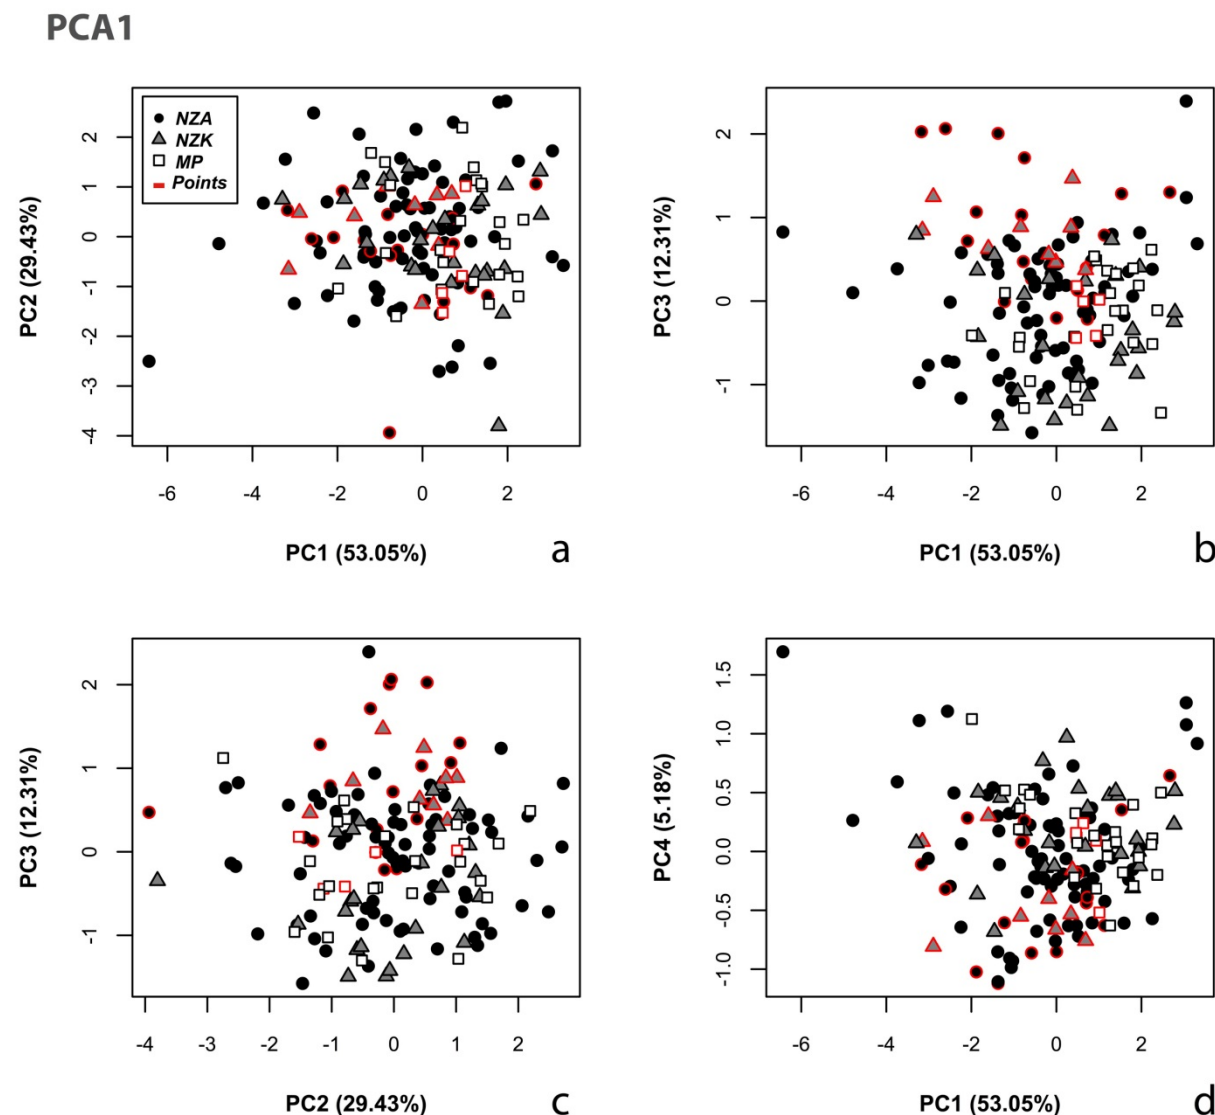 PCA1
NZA
NZK
MP
Points
PC2 (29.43%)
2
1
0
-1
-2
-3
-4
-6
-4
-2
0
2
PC1 (53.05%)
a
PC3 (12.31%)
2
1
0
-1
-6
-4
-2
0
2
PC1 (53.05%)
b
PC3 (12.31%)
2
1
0
-1
-4
-3
-2
-1
0
1
2
PC2 (29.43%)
c
PC4 (5.18%)
1.5
1.0
0.5
0.0
-0.5
-1.0
-6
-4
-2
0
2
PC1 (53.05%)
d